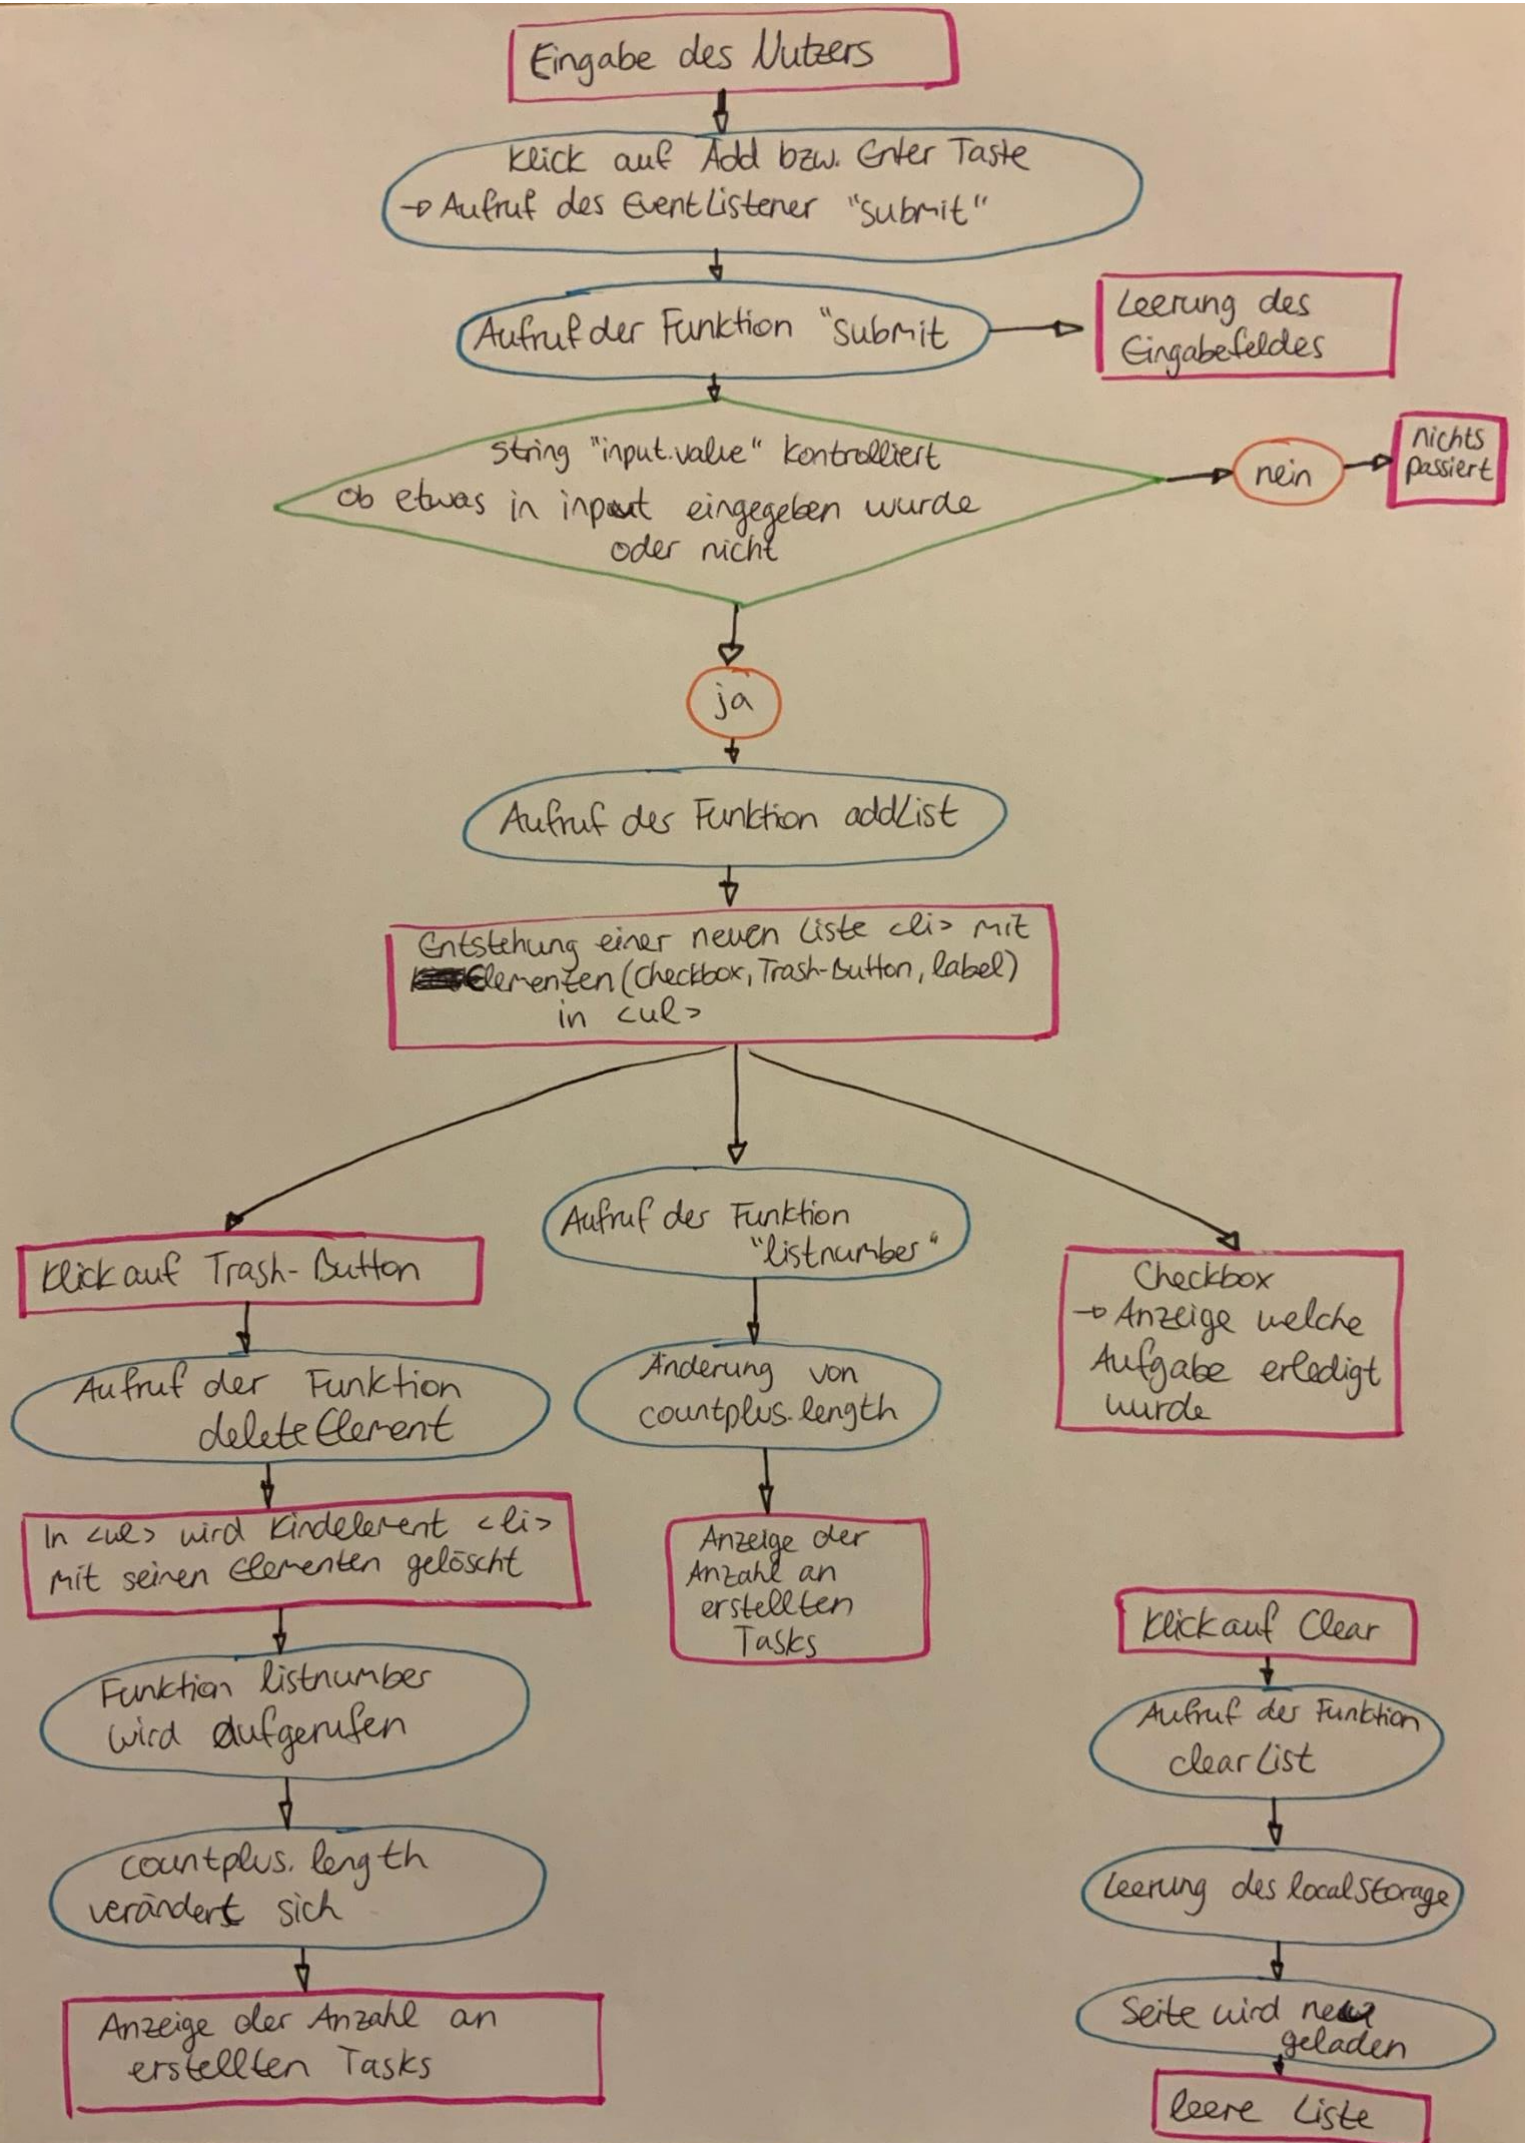 Eingabe des Nutzers
Klick auf Add bzw. Enter Taste
→ Aufruf des EventListener "submit"
Aufruf der Funktion "submit
Leerung des
Eingabefeldes
String "input.value" kontrolliert
ob etwas in input eingegeben wurde
oder nicht
nein
nichts
passiert
ja
Aufruf der Funktion addList
Entstehung einer neuen Liste <li> mit
Elementen (Checkbox, Trash-Button, label)
in <ul>
Klick auf Trash-Button
Aufruf der Funktion
deleteElement
In <ul> wird Kindelement <li>
mit seinen Elementen gelöscht
Funktion listnumber
wird aufgerufen
countplus.length
verändert sich
Anzeige der Anzahl an
erstellten Tasks
Aufruf der Funktion
"listnumber"
Änderung von
countplus.length
Anzeige der
Anzahl an
erstellten
Tasks
Checkbox
→ Anzeige welche
Aufgabe erledigt
wurde
Klick auf Clear
Aufruf der Funktion
clearList
Leerung des localStorage
Seite wird neu
geladen
leere Liste